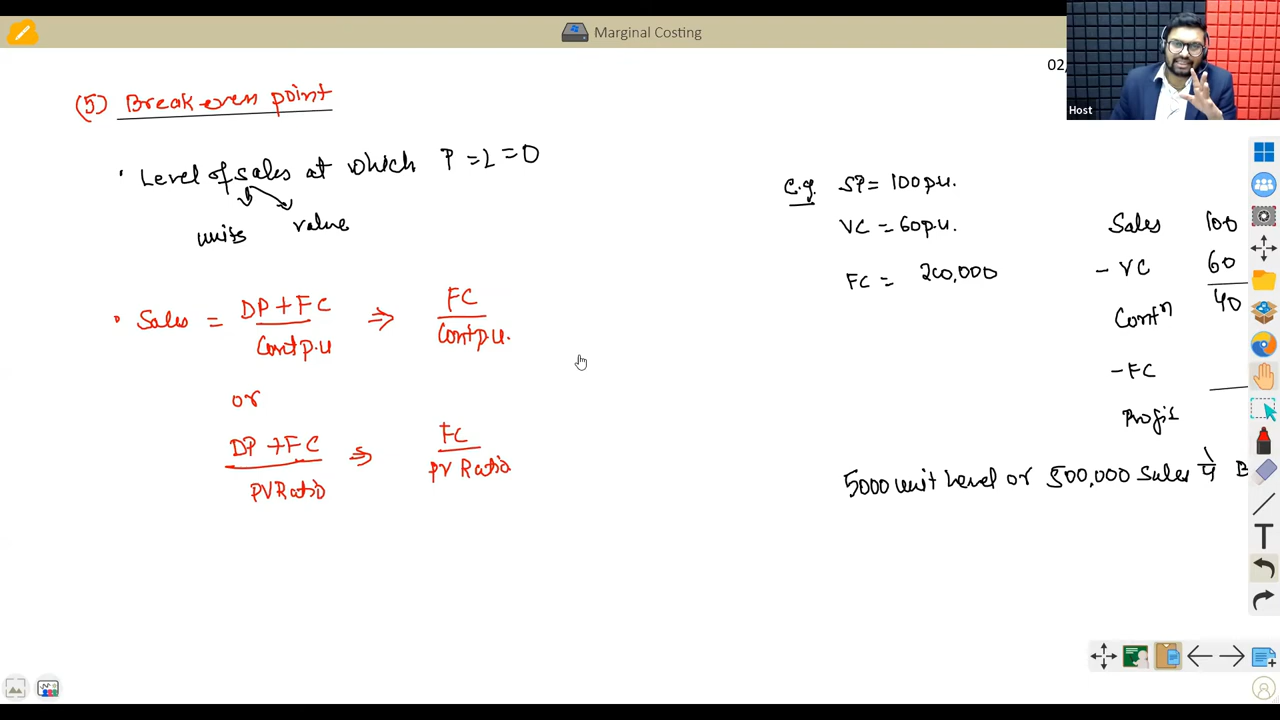 Marginal Costing
02/
Host
(5) Break even point
• Level of sales at which P = L = 0
units value
• Sales = DP + FC / Cont p.u ⇒ FC / Cont p.u.
or
DP + FC / PV Ratio ⇒ FC / PV Ratio
e.g. SP = 100 p.u.
VC = 60 p.u.
FC = 200,000
Sales 100
- VC 60
Contⁿ 40
- FC
Profit
5000 unit level or 500,000 Sales